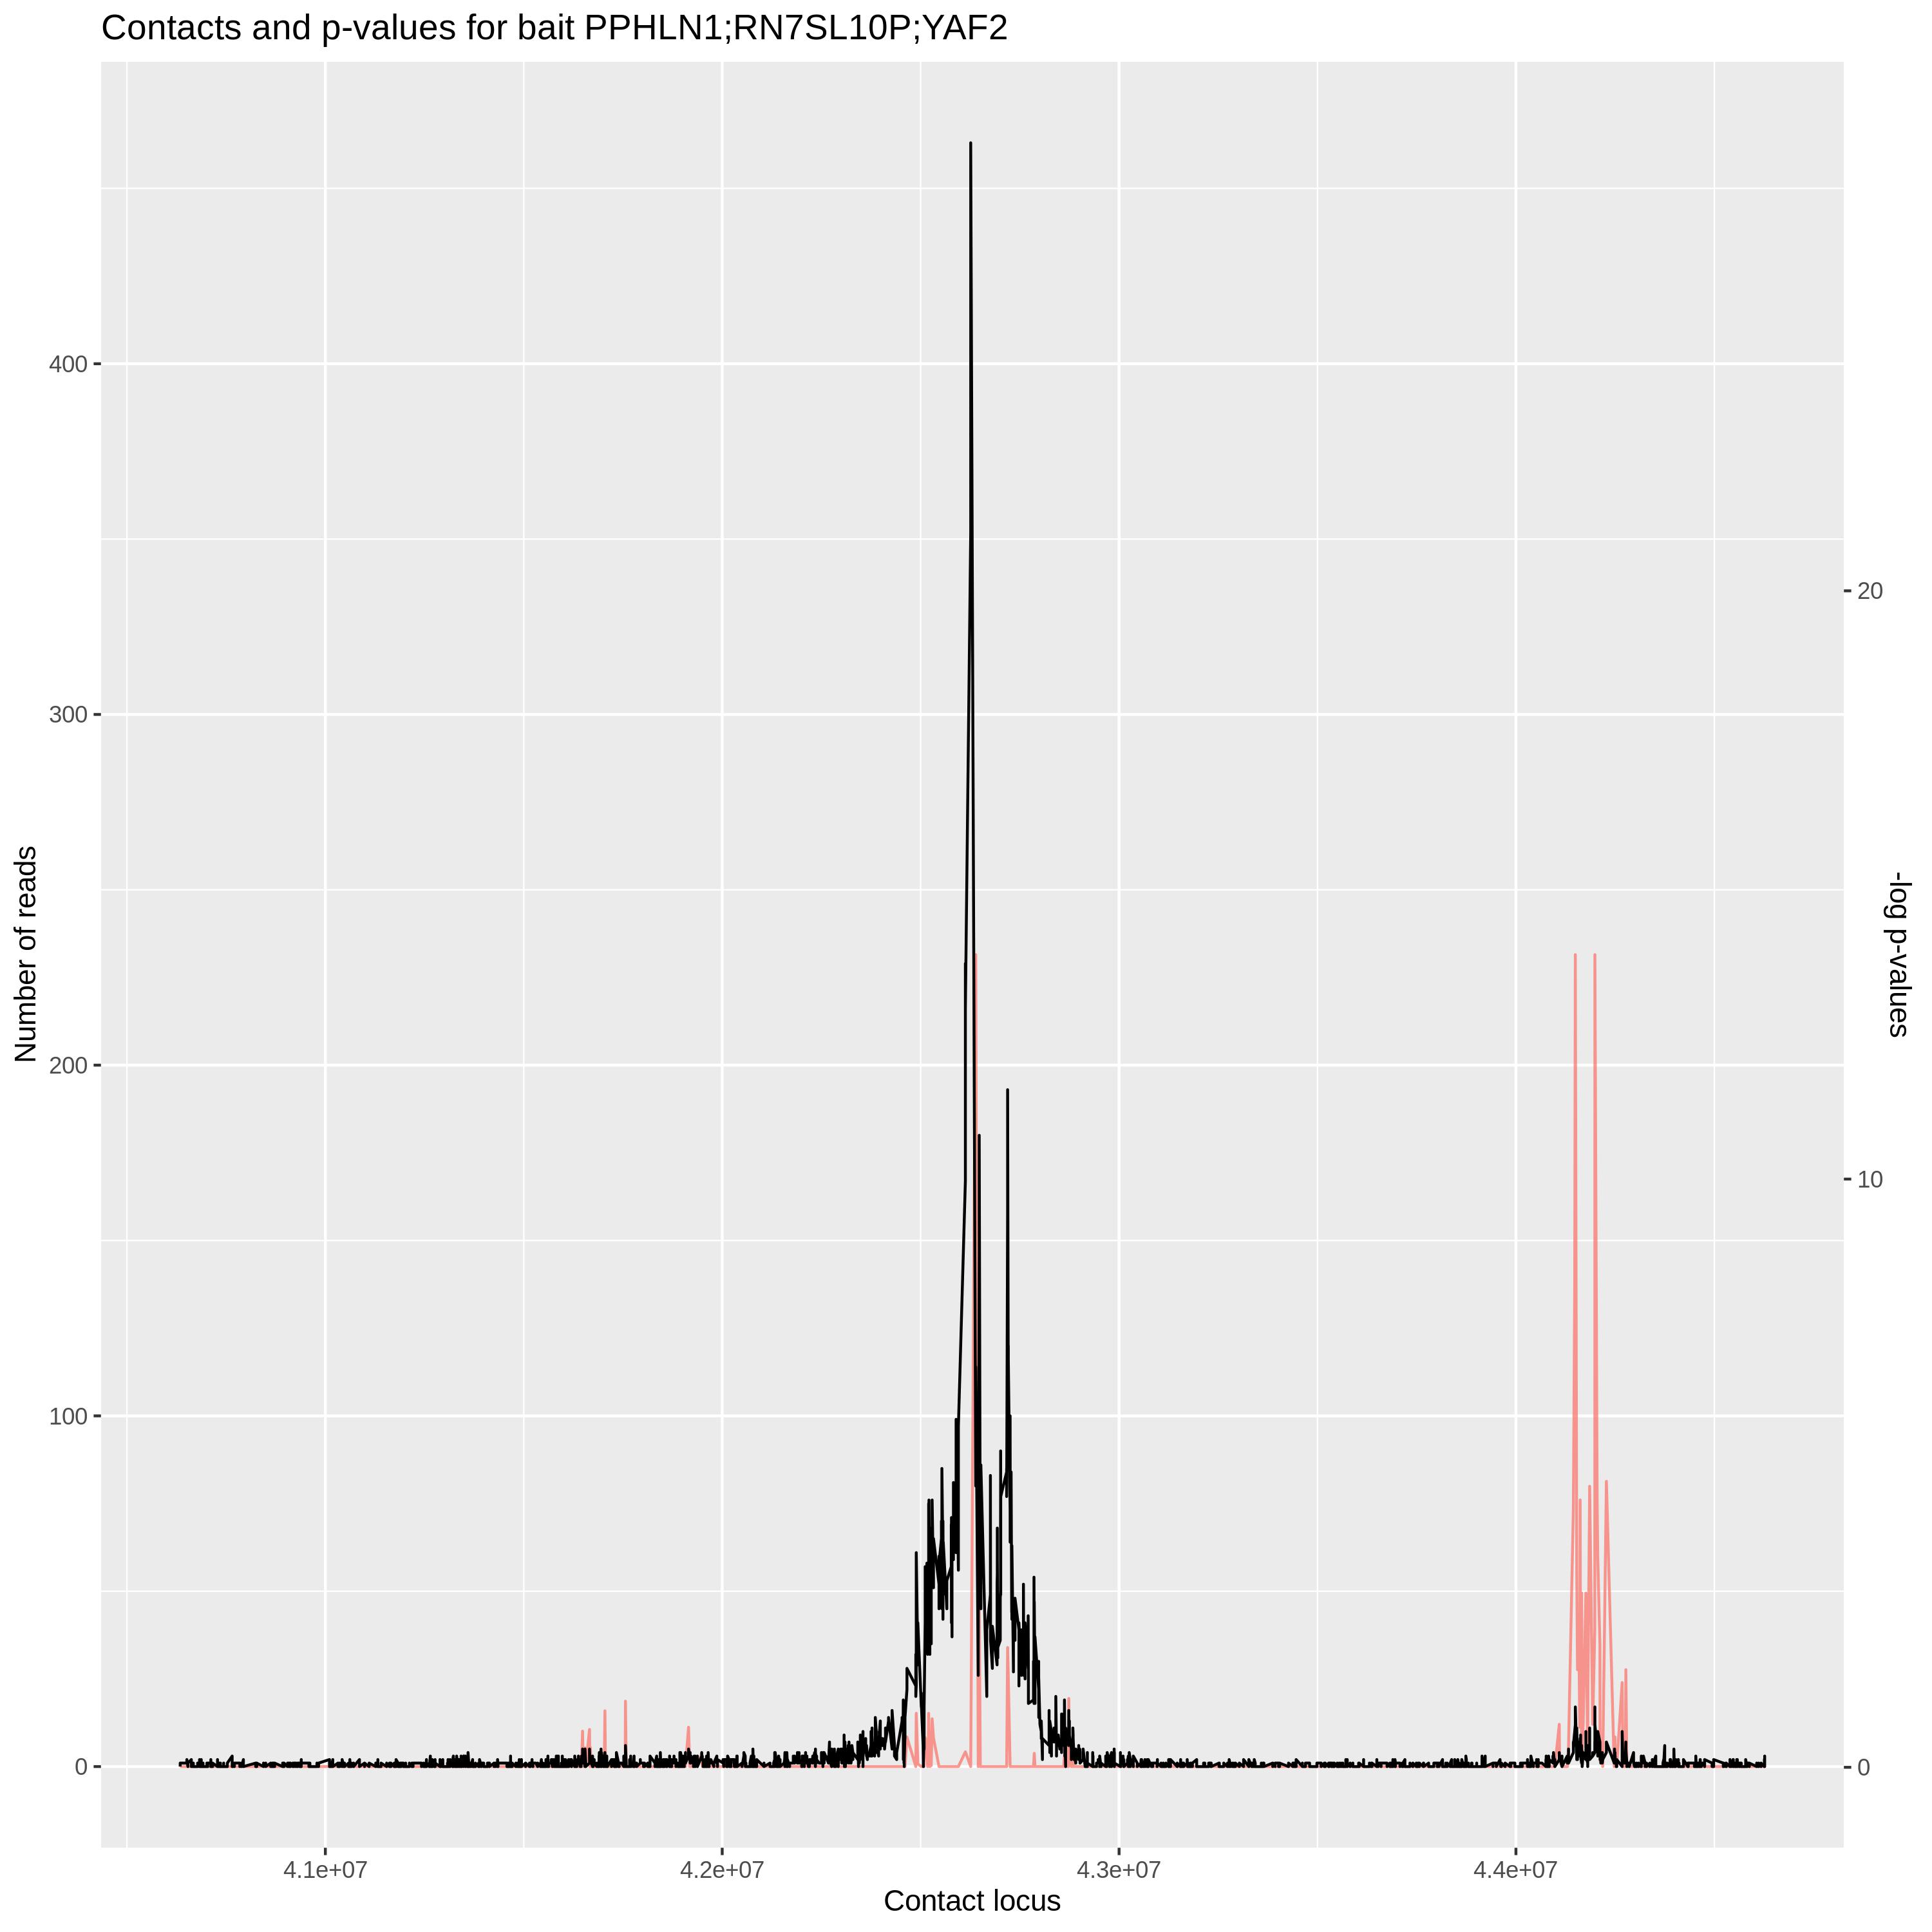 Contacts and p-values for bait PPHLN1;RN7SL10P;YAF2
Number of reads
400
300
200
100
0
20
10
0
-log p-values
4.1e+07 4.2e+07 4.3e+07 4.4e+07
Contact locus